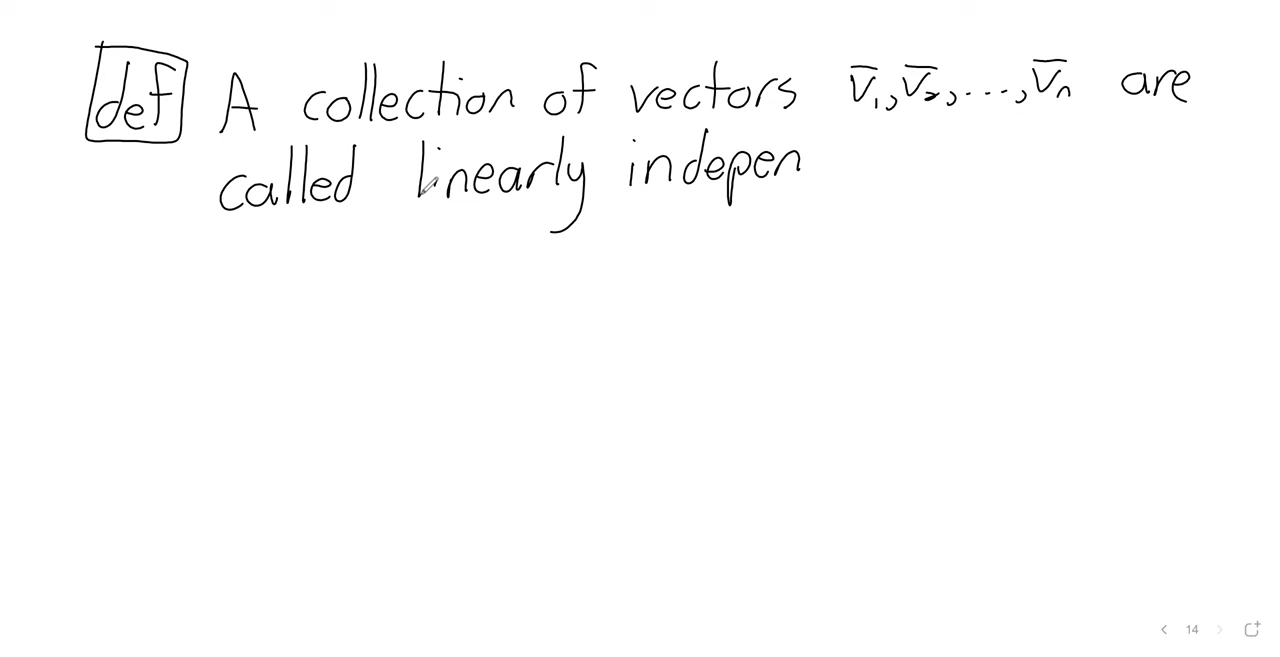 def A collection of vectors v̄₁, v̄₂, ..., v̄ₙ are
called linearly indepen
14